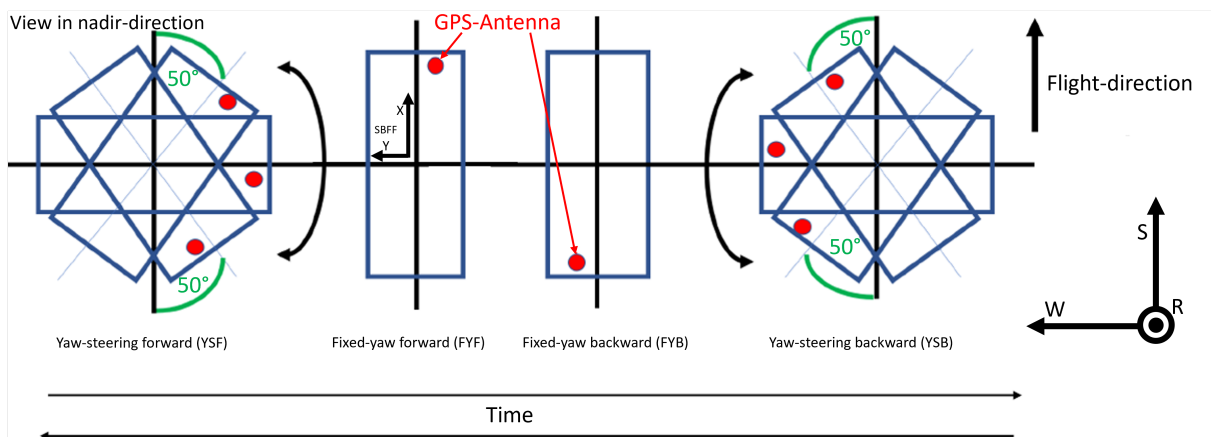 View in nadir-direction
GPS-Antenna
50°
50°
Flight-direction
X
SBFF
Y
50°
50°
S
W
R
Yaw-steering forward (YSF)
Fixed-yaw forward (FYF)
Fixed-yaw backward (FYB)
Yaw-steering backward (YSB)
Time